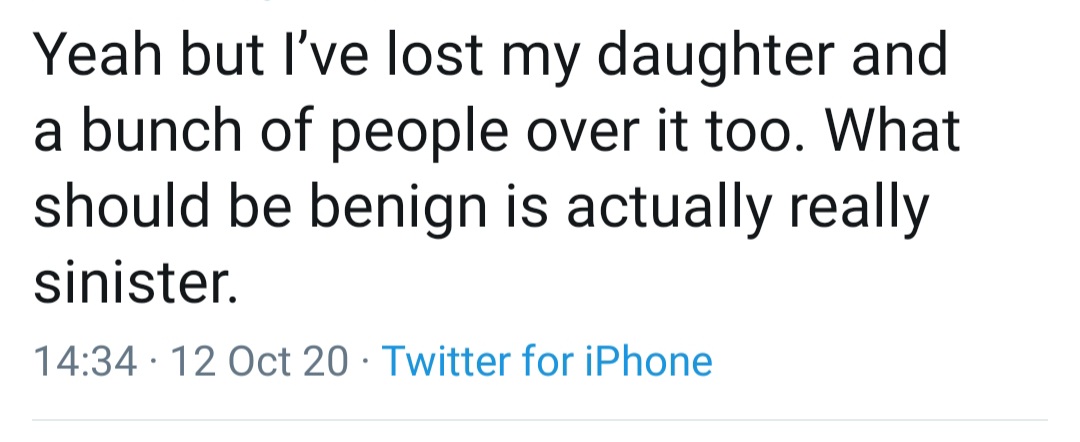 Yeah but I’ve lost my daughter and
a bunch of people over it too. What
should be benign is actually really
sinister.
14:34 · 12 Oct 20 · Twitter for iPhone